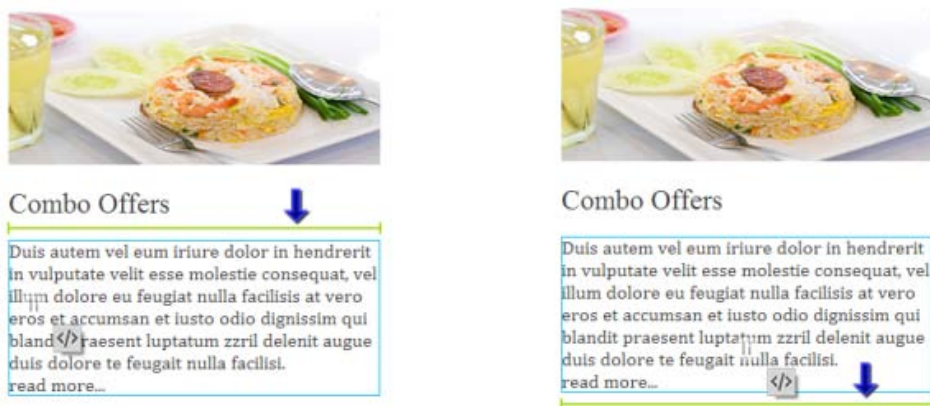 Combo Offers
Duis autem vel eum iriure dolor in hendrerit
in vulputate velit esse molestie consequat, vel
illum dolore eu feugiat nulla facilisis at vero
eros et accumsan et iusto odio dignissim qui
</> praesent luptatum zzril delenit augue
duis dolore te feugait nulla facilisi.
read more...
Combo Offers
Duis autem vel eum iriure dolor in hendrerit
in vulputate velit esse molestie consequat, vel
illum dolore eu feugiat nulla facilisis at vero
eros et accumsan et iusto odio dignissim qui
blandit praesent luptatum zzril delenit augue
duis dolore te feugait nulla facilisi.
read more...
</>